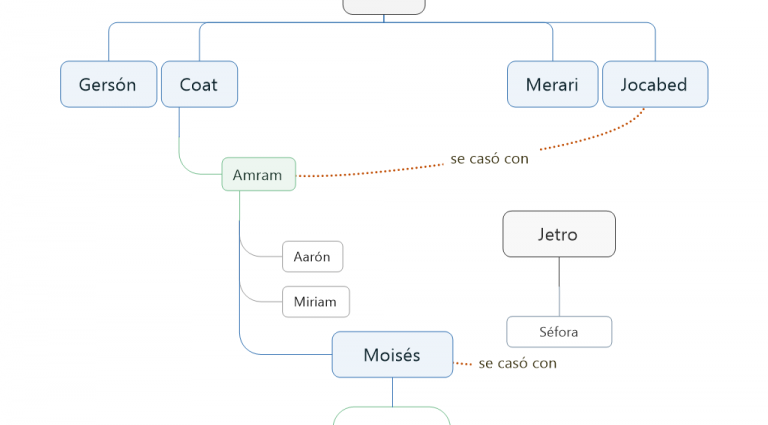 Gersón
Coat
Merari
Jocabed
se casó con
Amram
Jetro
Aarón
Miriam
Séfora
Moisés
se casó con